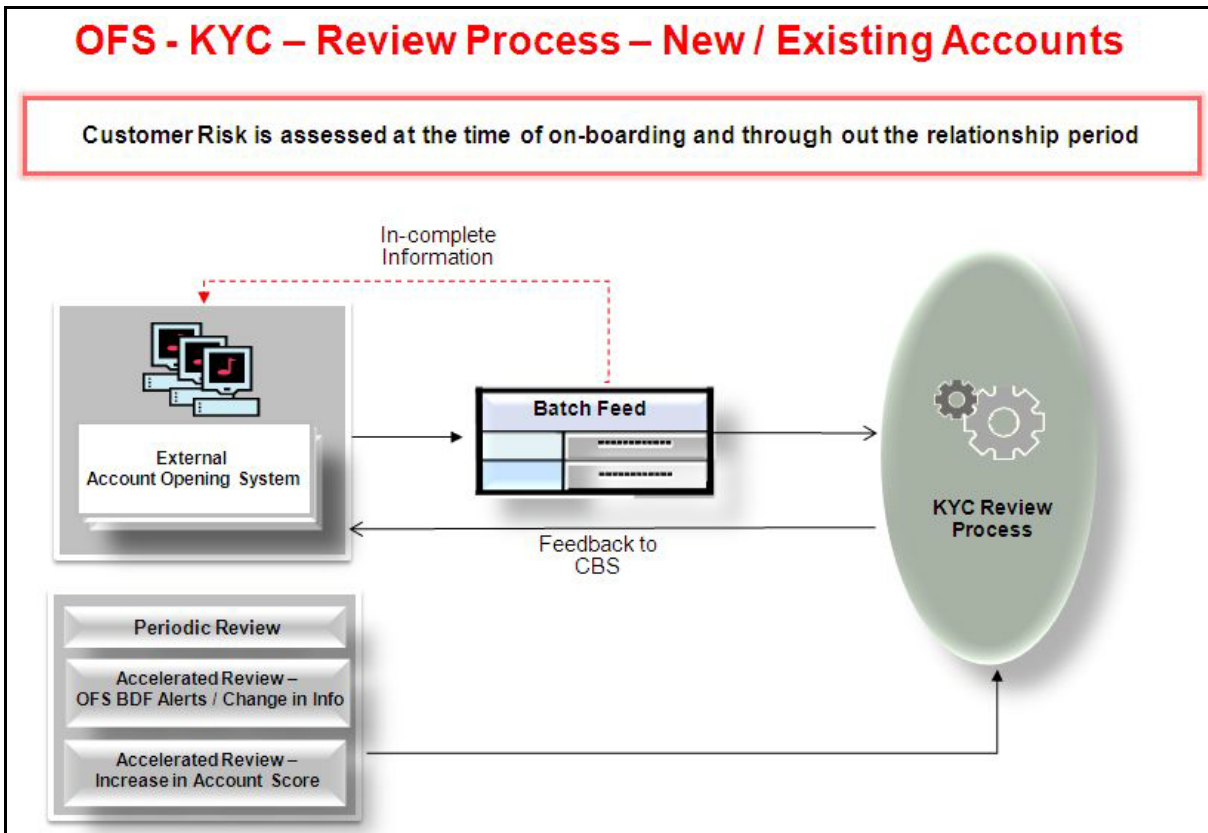 OFS - KYC – Review Process – New / Existing Accounts
Customer Risk is assessed at the time of on-boarding and through out the relationship period
In-complete
Information
External
Account Opening System
Batch Feed
KYC Review
Process
Feedback to
CBS
Periodic Review
Accelerated Review –
OFS BDF Alerts / Change in Info
Accelerated Review –
Increase in Account Score